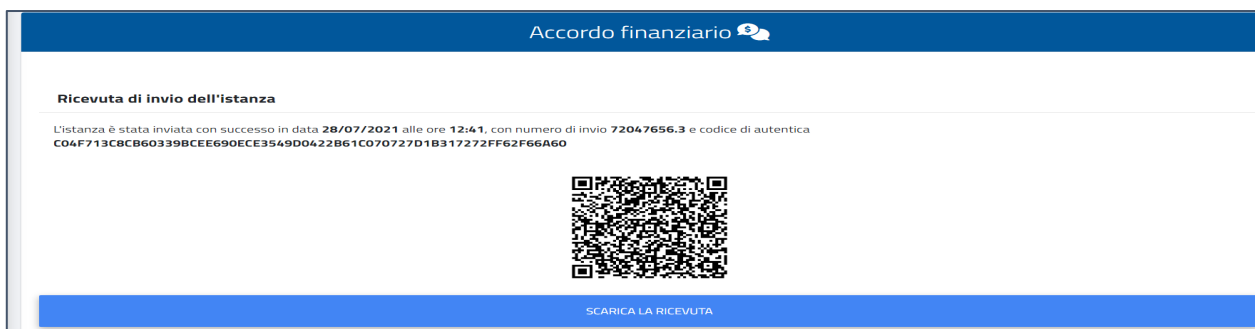 Accordo finanziario
Ricevuta di invio dell'istanza
L'istanza è stata inviata con successo in data 28/07/2021 alle ore 12:41, con numero di invio 72047656.3 e codice di autentica
C04F713C8CB60339BCEE690ECE3549D0422B61C070727D1B317272FF62F66A60
SCARICA LA RICEVUTA